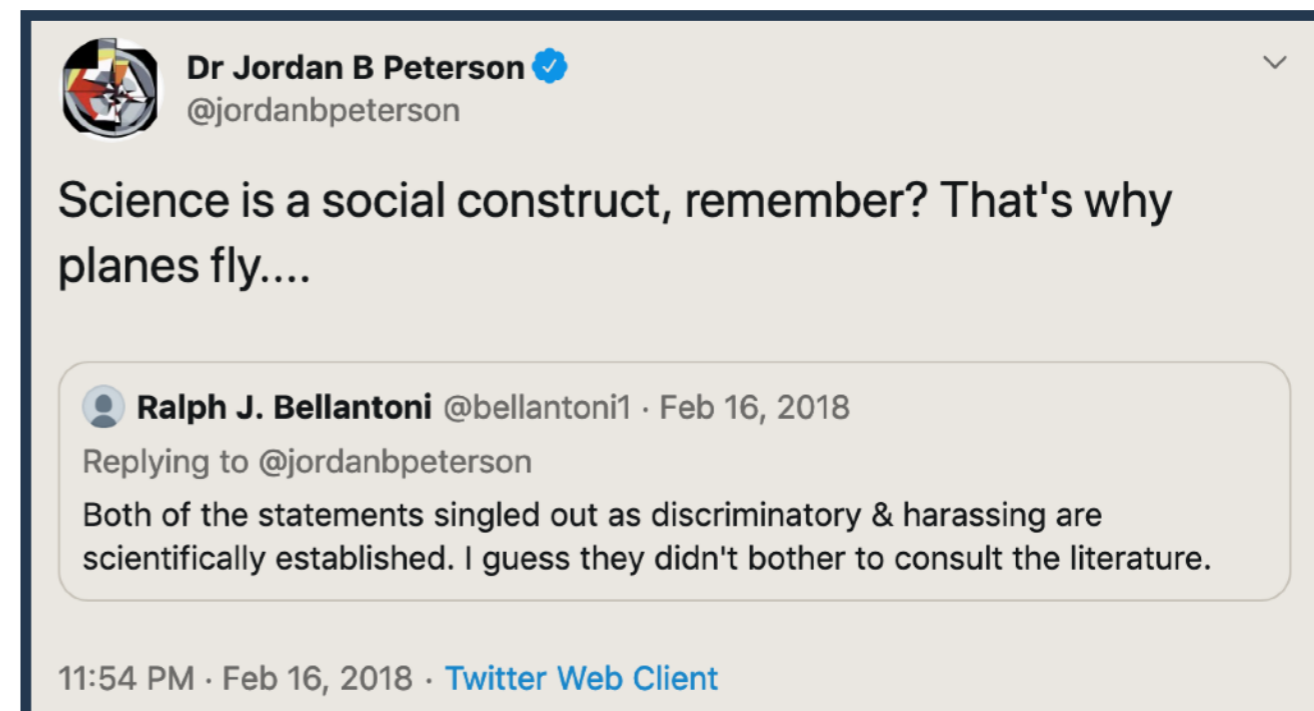 Dr Jordan B Peterson
@jordanbpeterson
Science is a social construct, remember? That's why
planes fly....
Ralph J. Bellantoni @bellantoni1 · Feb 16, 2018
Replying to @jordanbpeterson
Both of the statements singled out as discriminatory & harassing are
scientifically established. I guess they didn't bother to consult the literature.
11:54 PM · Feb 16, 2018 · Twitter Web Client